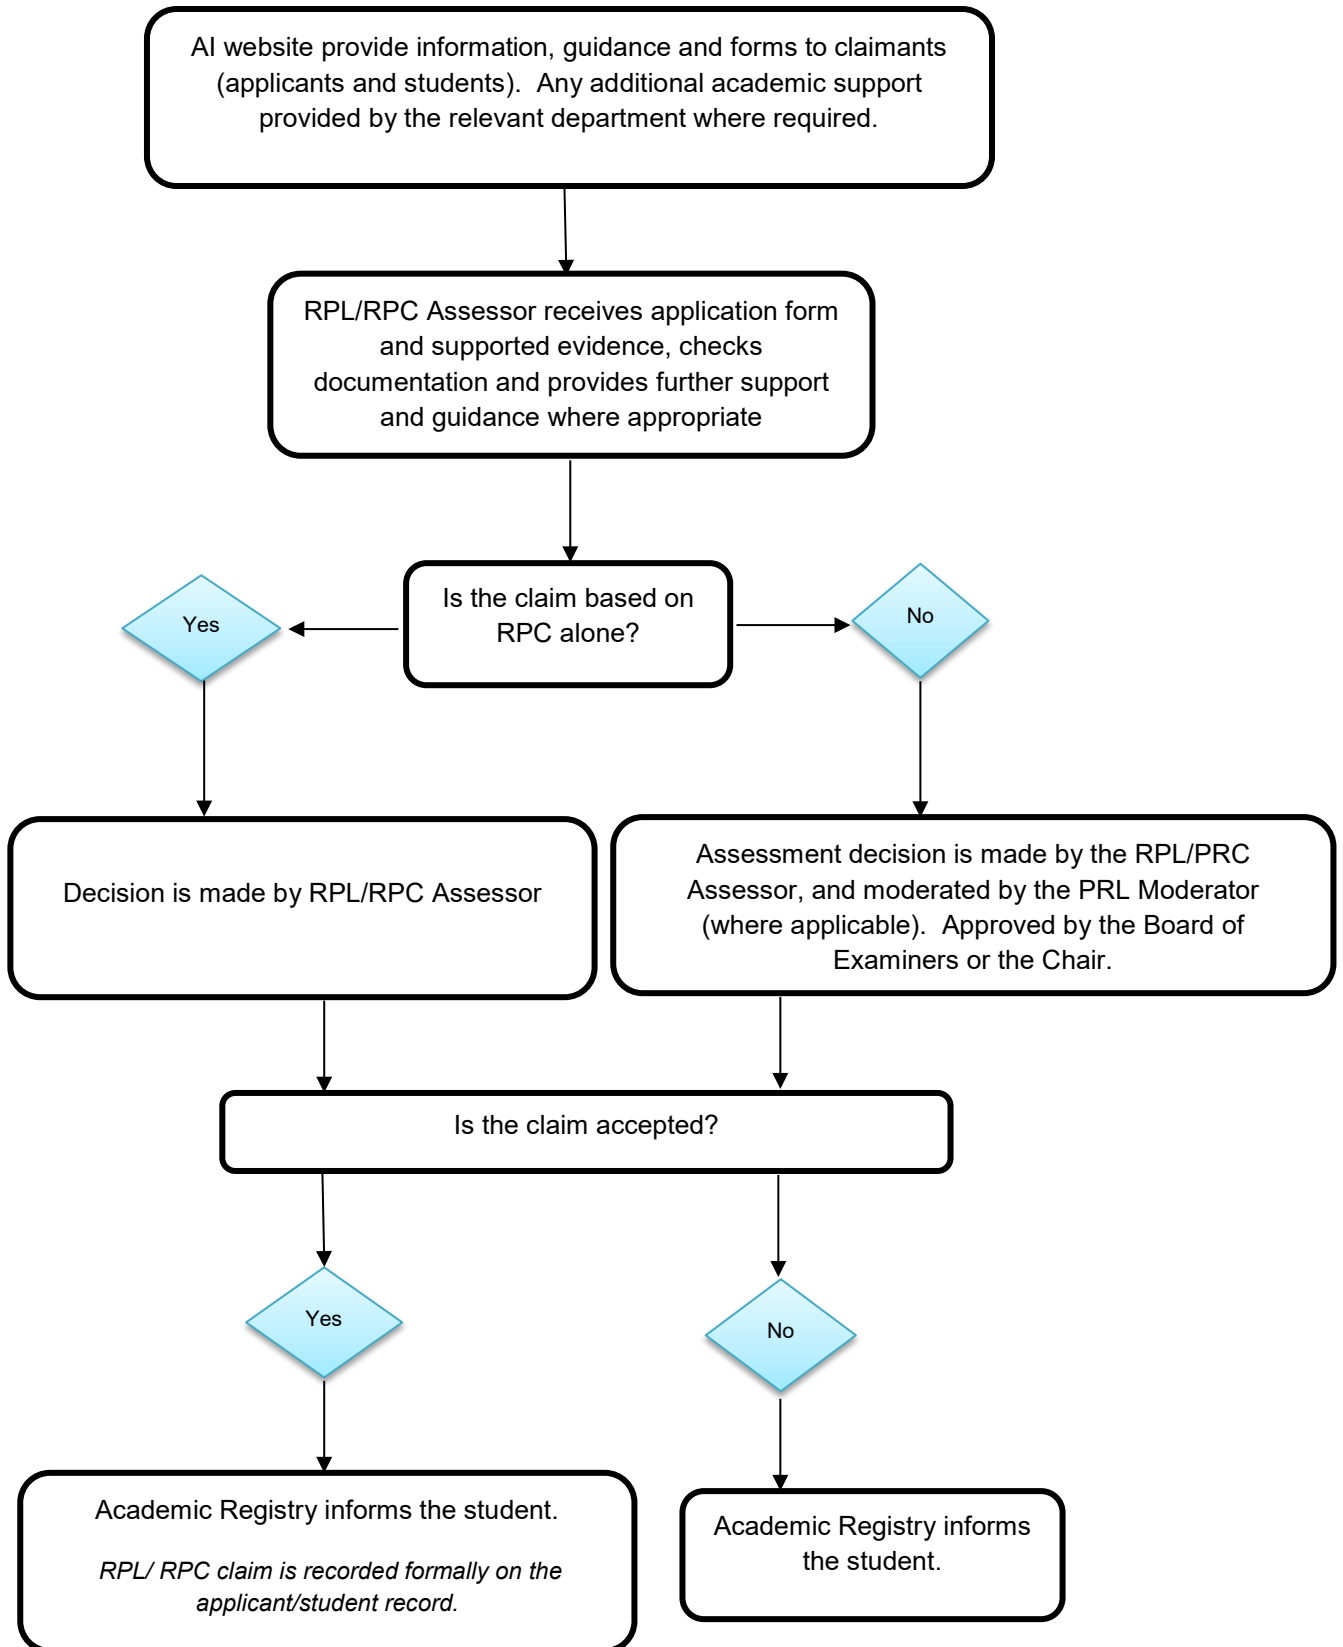 AI website provide information, guidance and forms to claimants
(applicants and students).  Any additional academic support
provided by the relevant department where required.
RPL/RPC Assessor receives application form
and supported evidence, checks
documentation and provides further support
and guidance where appropriate
Is the claim based on
RPC alone?
Yes
No
Decision is made by RPL/RPC Assessor
Assessment decision is made by the RPL/PRC
Assessor, and moderated by the PRL Moderator
(where applicable).  Approved by the Board of
Examiners or the Chair.
Is the claim accepted?
Yes
No
Academic Registry informs the student.
RPL/ RPC claim is recorded formally on the
applicant/student record.
Academic Registry informs
the student.